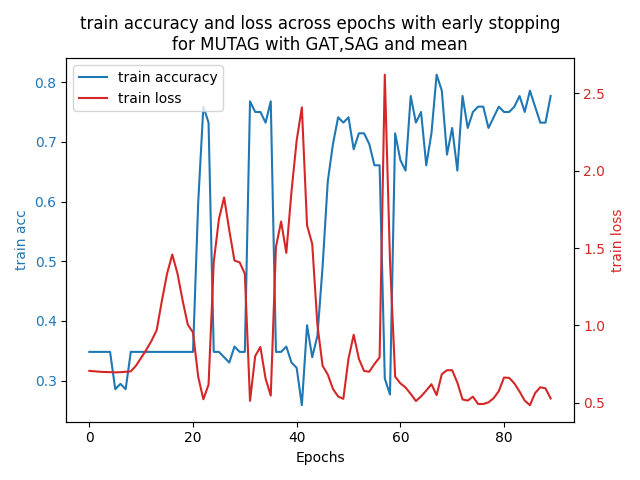 train accuracy and loss across epochs with early stopping
for MUTAG with GAT,SAG and mean
train accuracy
train loss
train acc
0.8
0.7
0.6
0.5
0.4
0.3
2.5
2.0
1.5
1.0
0.5
train loss
0 20 40 60 80
Epochs